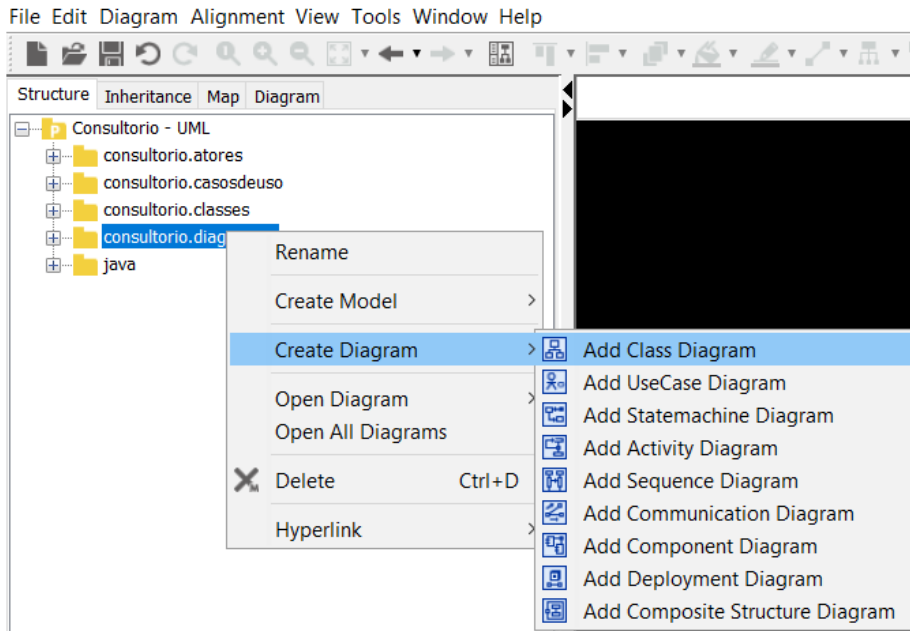 File Edit Diagram Alignment View Tools Window Help
Structure Inheritance Map Diagram
Consultorio - UML
consultorio.atores
consultorio.casosdeuso
consultorio.classes
consultorio.diag
java
Rename
Create Model
Create Diagram
Open Diagram
Open All Diagrams
Delete Ctrl+D
Hyperlink
Add Class Diagram
Add UseCase Diagram
Add Statemachine Diagram
Add Activity Diagram
Add Sequence Diagram
Add Communication Diagram
Add Component Diagram
Add Deployment Diagram
Add Composite Structure Diagram